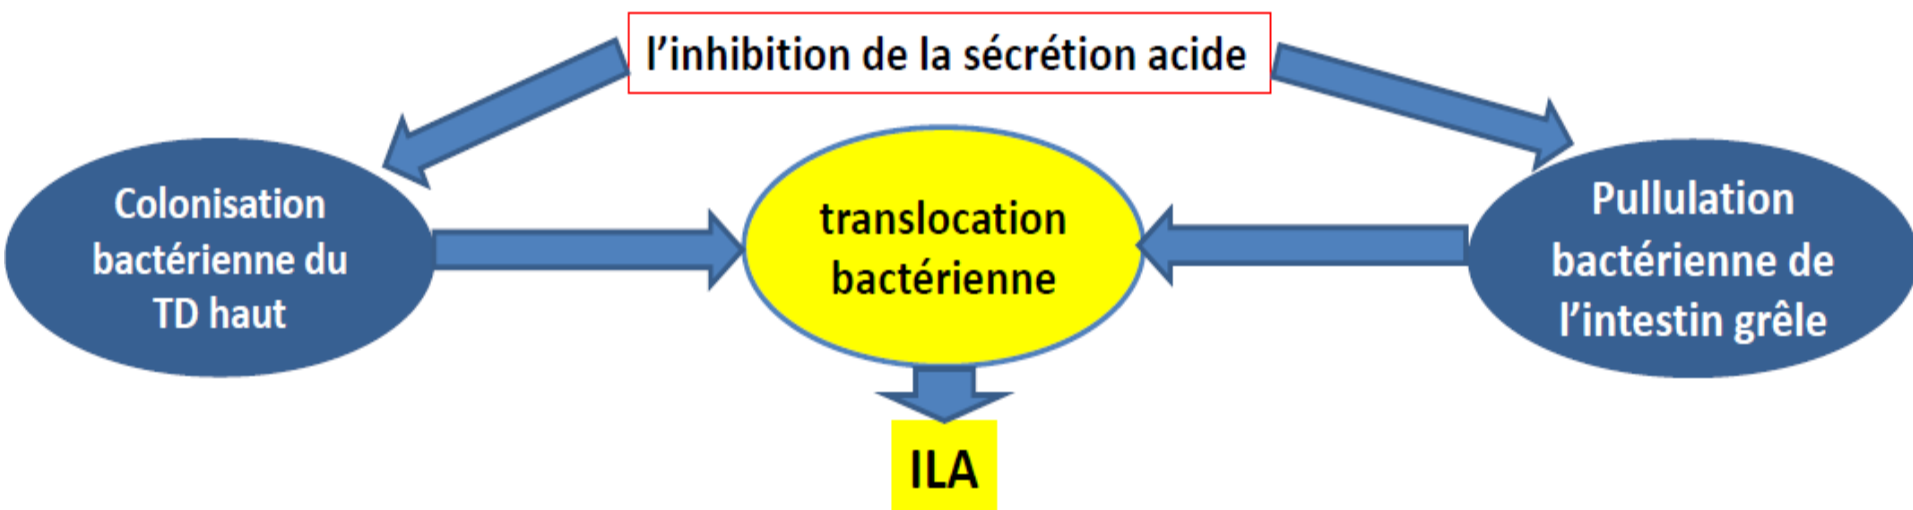 l’inhibition de la sécrétion acide
Colonisation
bactérienne du
TD haut
translocation
bactérienne
Pullulation
bactérienne de
l’intestin grêle
ILA